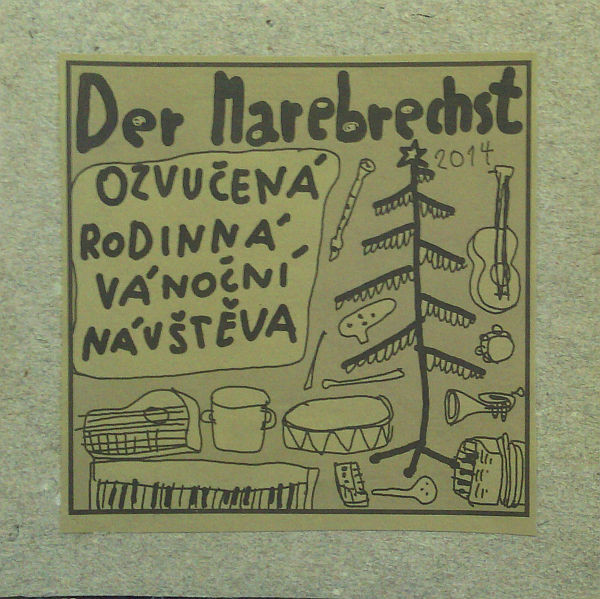 Der Marebrechst
2014
OZVUČENÁ
RODINNÁ
VÁNOČNÍ
NÁVŠTĚVA